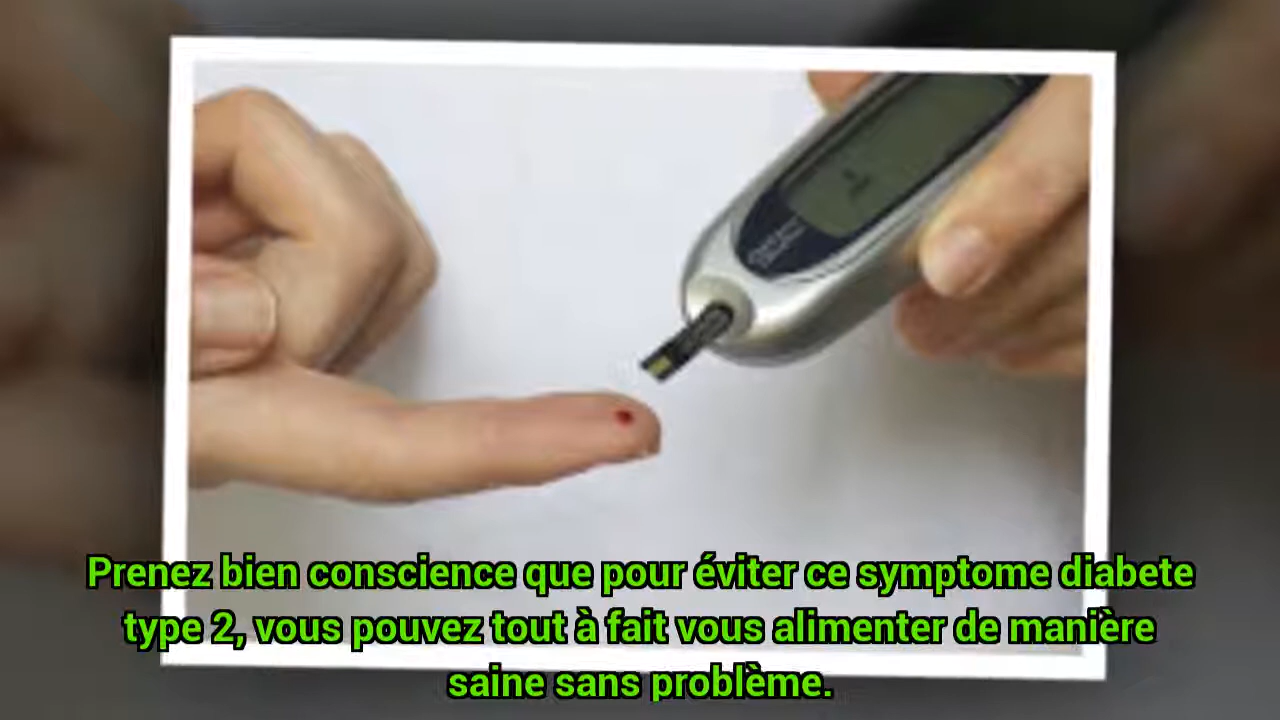 Prenez bien conscience que pour éviter ce symptome diabete
type 2, vous pouvez tout à fait vous alimenter de manière
saine sans problème.